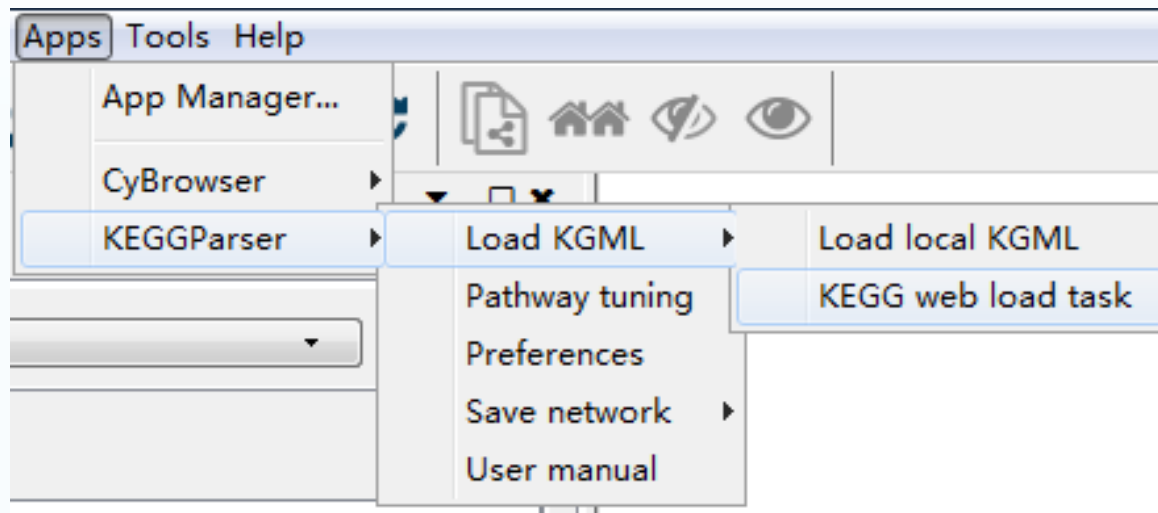 Apps Tools Help
App Manager...
CyBrowser
KEGGParser
Load KGML
Pathway tuning
Preferences
Save network
User manual
Load local KGML
KEGG web load task